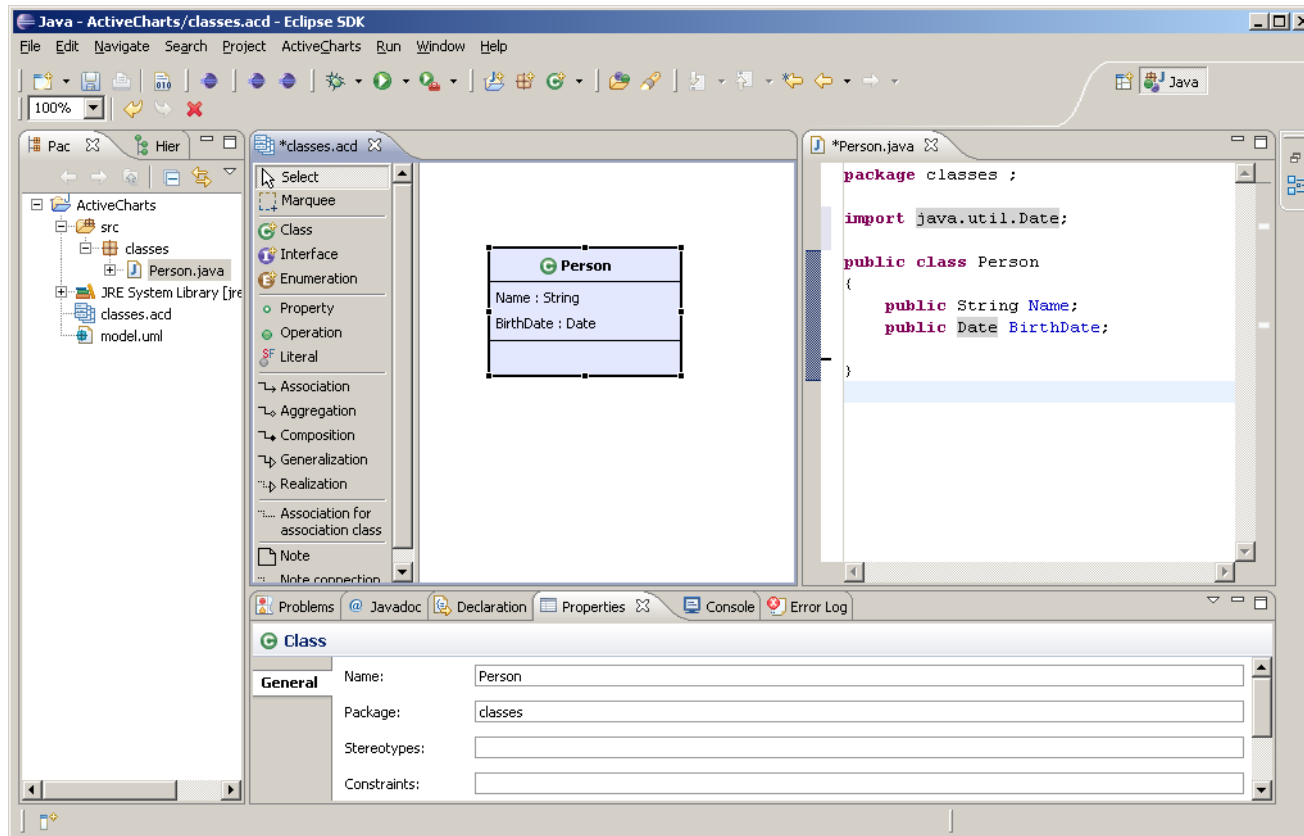 Java - ActiveCharts/classes.acd - Eclipse SDK
File Edit Navigate Search Project ActiveCharts Run Window Help
Java
100%
Pac
Hier
ActiveCharts
src
classes
Person.java
JRE System Library [jre
classes.acd
model.uml
*classes.acd
Select
Marquee
Class
Interface
Enumeration
Property
Operation
Literal
Association
Aggregation
Composition
Generalization
Realization
Association for
association class
Note
Note connection
Person
Name : String
BirthDate : Date
*Person.java
package classes ;
import java.util.Date;
public class Person
{
public String Name;
public Date BirthDate;
}
Problems @ Javadoc Declaration Properties Console Error Log
Class
General
Name: Person
Package: classes
Stereotypes:
Constraints: